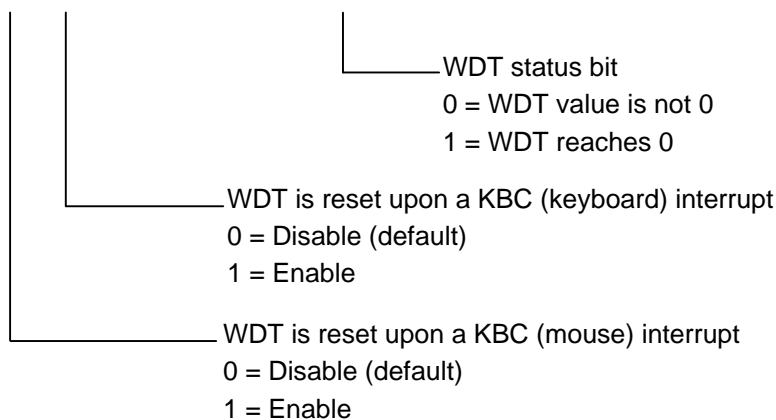 WDT status bit
0 = WDT value is not 0
1 = WDT reaches 0
WDT is reset upon a KBC (keyboard) interrupt
0 = Disable (default)
1 = Enable
WDT is reset upon a KBC (mouse) interrupt
0 = Disable (default)
1 = Enable